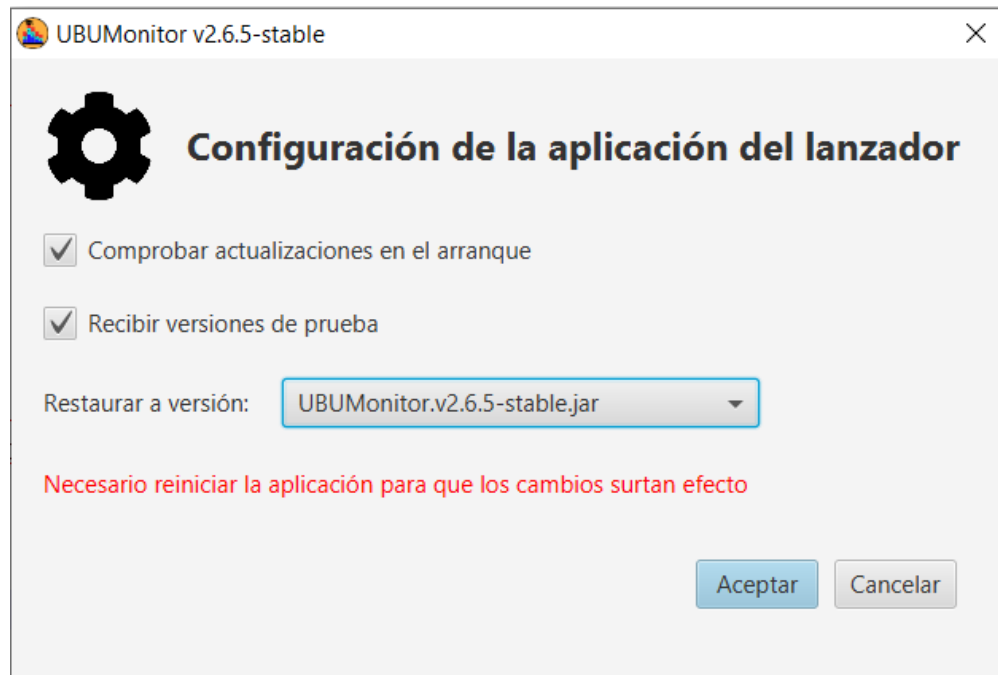 UBUMonitor v2.6.5-stable
Configuración de la aplicación del lanzador
Comprobar actualizaciones en el arranque
Recibir versiones de prueba
Restaurar a versión: UBUMonitor.v2.6.5-stable.jar
Necesario reiniciar la aplicación para que los cambios surtan efecto
Aceptar Cancelar